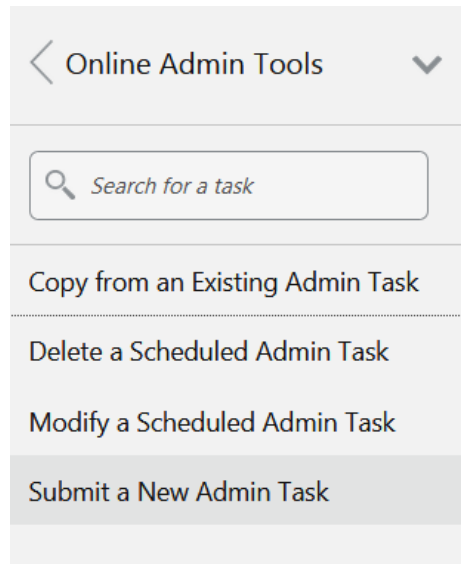 Online Admin Tools
Search for a task
Copy from an Existing Admin Task
Delete a Scheduled Admin Task
Modify a Scheduled Admin Task
Submit a New Admin Task